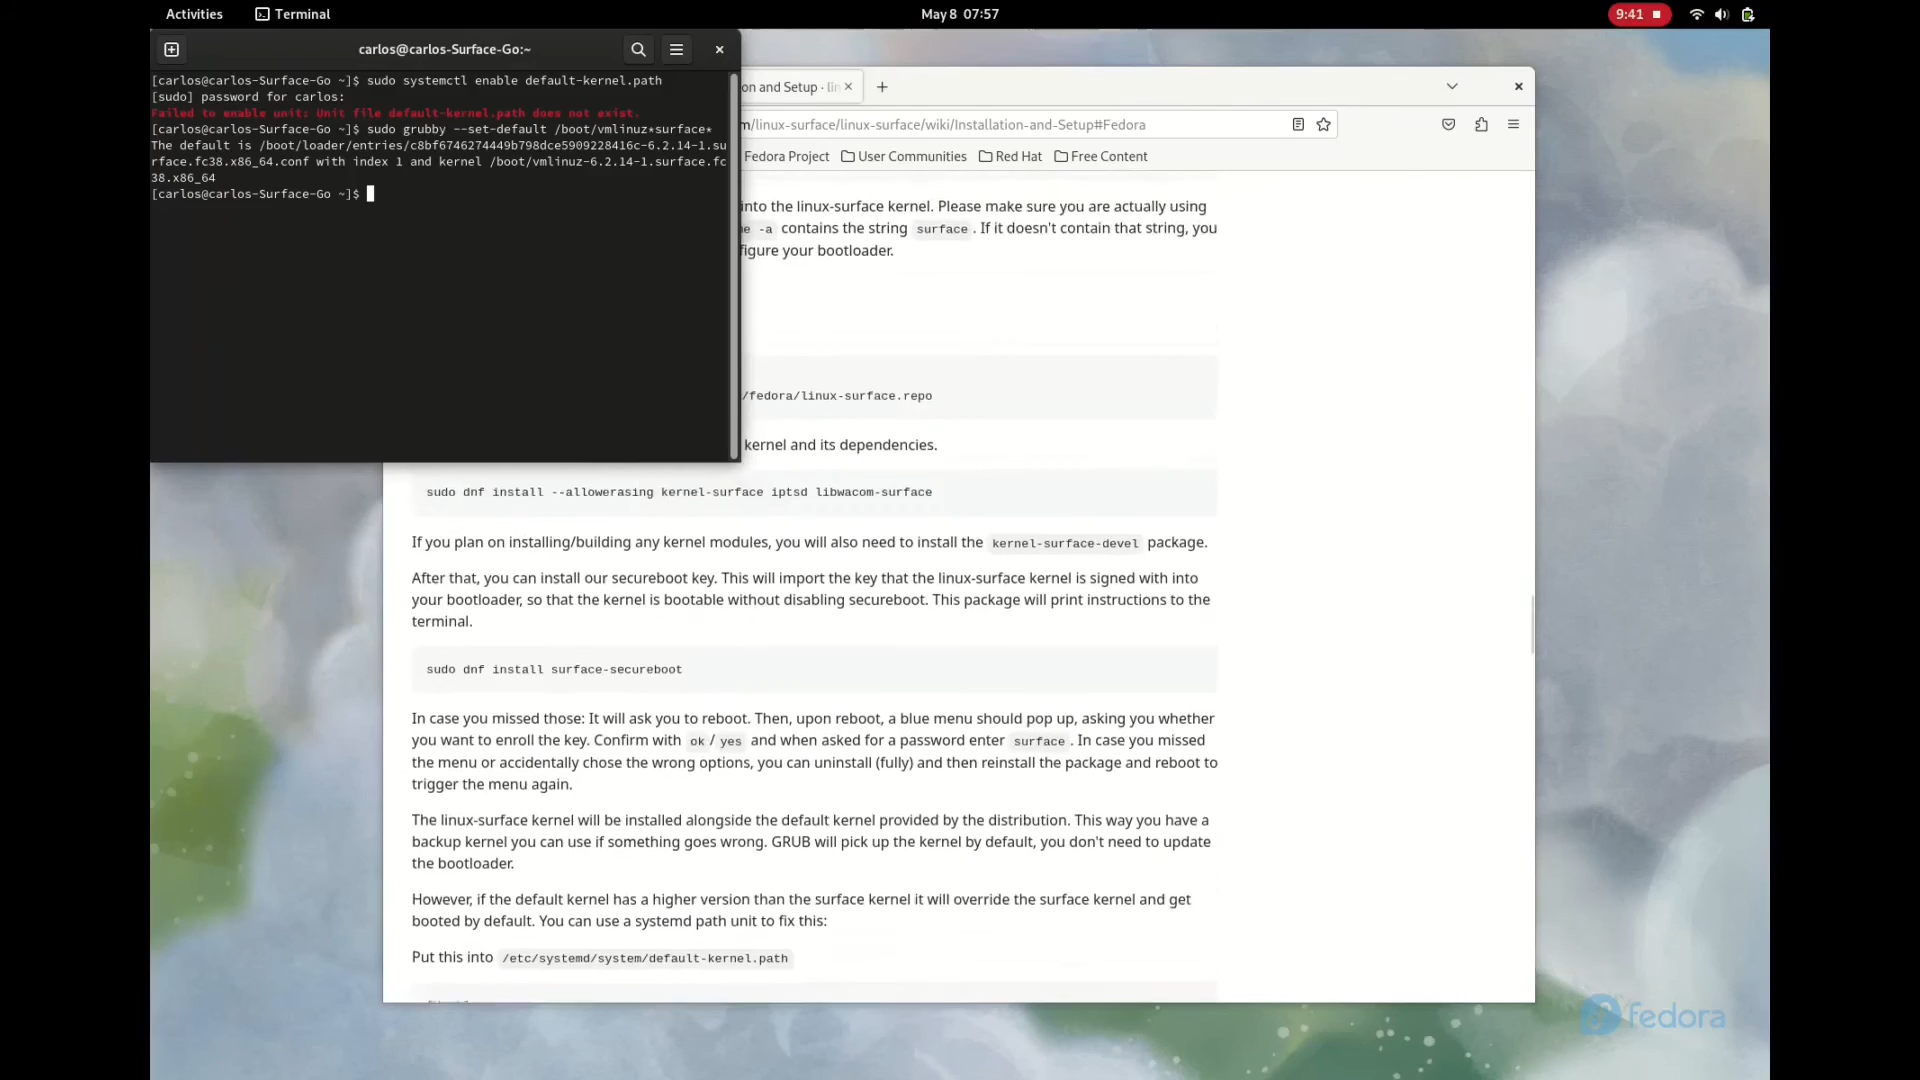 Activities
Terminal
May 8 07:57
9:41
carlos@carlos-Surface-Go:~
[carlos@carlos-Surface-Go ~]$ sudo systemctl enable default-kernel.path
[sudo] password for carlos:
Failed to enable unit: Unit file default-kernel.path does not exist.
[carlos@carlos-Surface-Go ~]$ sudo grubby --set-default /boot/vmlinuz*surface*
The default is /boot/loader/entries/c8bf6746274449b798dce5909228416c-6.2.14-1.su
rface.fc38.x86_64.conf with index 1 and kernel /boot/vmlinuz-6.2.14-1.surface.fc
38.x86_64
[carlos@carlos-Surface-Go ~]$
on and Setup · lin
m/linux-surface/linux-surface/wiki/Installation-and-Setup#Fedora
Fedora Project
User Communities
Red Hat
Free Content
into the linux-surface kernel. Please make sure you are actually using
me -a contains the string surface. If it doesn't contain that string, you
figure your bootloader.
/fedora/linux-surface.repo
kernel and its dependencies.
sudo dnf install --allowerasing kernel-surface iptsd libwacom-surface
If you plan on installing/building any kernel modules, you will also need to install the kernel-surface-devel package.
After that, you can install our secureboot key. This will import the key that the linux-surface kernel is signed with into
your bootloader, so that the kernel is bootable without disabling secureboot. This package will print instructions to the
terminal.
sudo dnf install surface-secureboot
In case you missed those: It will ask you to reboot. Then, upon reboot, a blue menu should pop up, asking you whether
you want to enroll the key. Confirm with ok / yes and when asked for a password enter surface. In case you missed
the menu or accidentally chose the wrong options, you can uninstall (fully) and then reinstall the package and reboot to
trigger the menu again.
The linux-surface kernel will be installed alongside the default kernel provided by the distribution. This way you have a
backup kernel you can use if something goes wrong. GRUB will pick up the kernel by default, you don't need to update
the bootloader.
However, if the default kernel has a higher version than the surface kernel it will override the surface kernel and get
booted by default. You can use a systemd path unit to fix this:
Put this into /etc/systemd/system/default-kernel.path
fedora